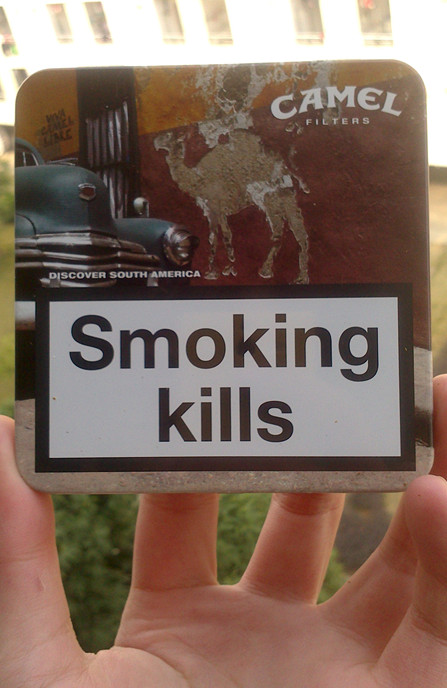 CAMEL
FILTERS
DISCOVER SOUTH AMERICA
Smoking
kills